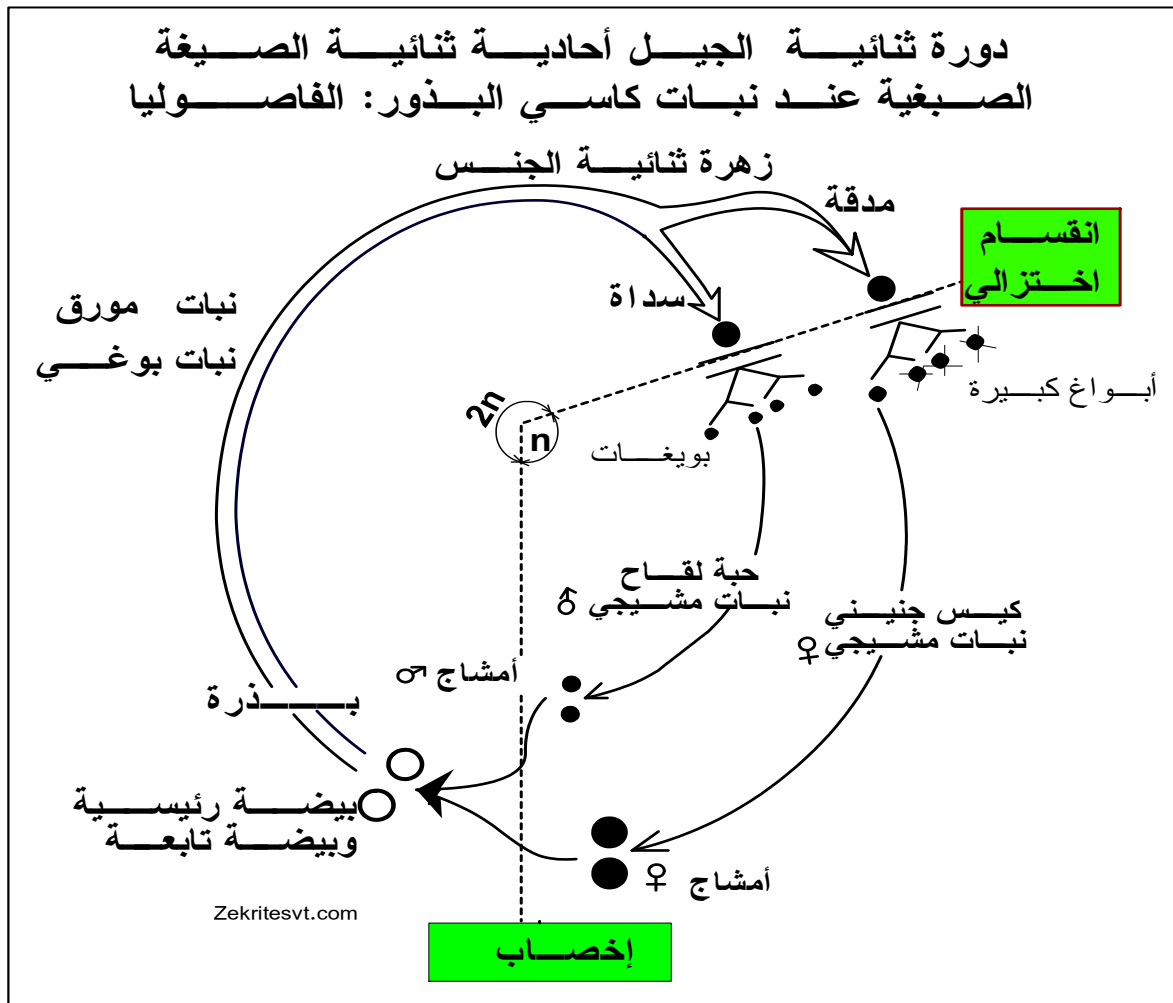 دورة ثنائية الجيل أحادية ثنائية الصيغة
الصبغية عند نبات كاسي البذور: الفاصوليا
زهرة ثنائية الجنس
مدقة
انقسام
اختزالي
سداة
نبات مورق
نبات بوغي
أبواغ كبيرة
2n
n
بويغات
حبة لقاح
نبات مشيجي ♂
كيس جنيني
نبات مشيجي ♀
أمشاج ♂
بذرة
بيضة رئيسية
وبيضة تابعة
أمشاج ♀
Zekritesvt.com
إخصاب